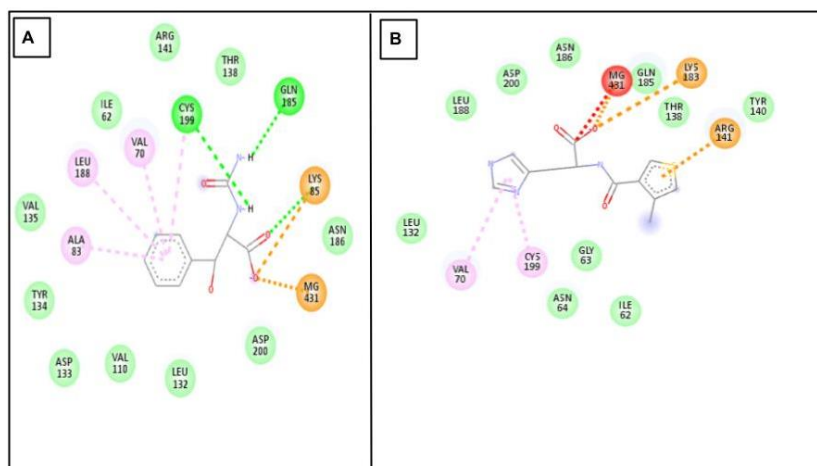 A
ARG
141
THR
138
GLN
185
ILE
62
CYS
199
VAL
70
LEU
188
LYS
85
VAL
135
ALA
83
ASN
186
TYR
134
MG
431
ASP
200
VAL
110
ASP
133
LEU
132
O
N
H
N
H
O
O
O
B
ASN
186
MG
431
GLN
185
LYS
183
ASP
200
LEU
188
THR
138
TYR
140
ARG
141
LEU
132
VAL
70
CYS
199
GLY
63
ASN
64
ILE
62
O
N
N
N
O
S